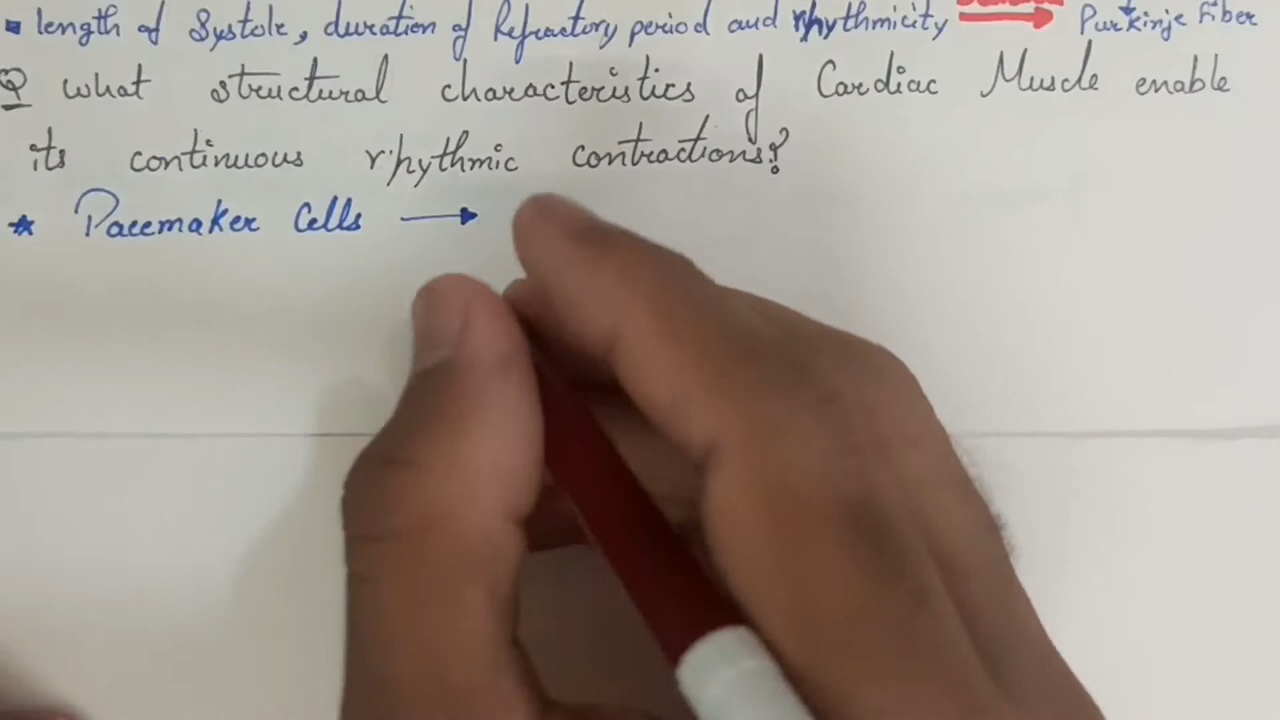 ▪ length of Systole, duration of Refractory period and rhythmicity → Purkinje Fiber
Q what structural characteristics of Cardiac Muscle enable
its continuous rhythmic contractions?
★ Pacemaker Cells →